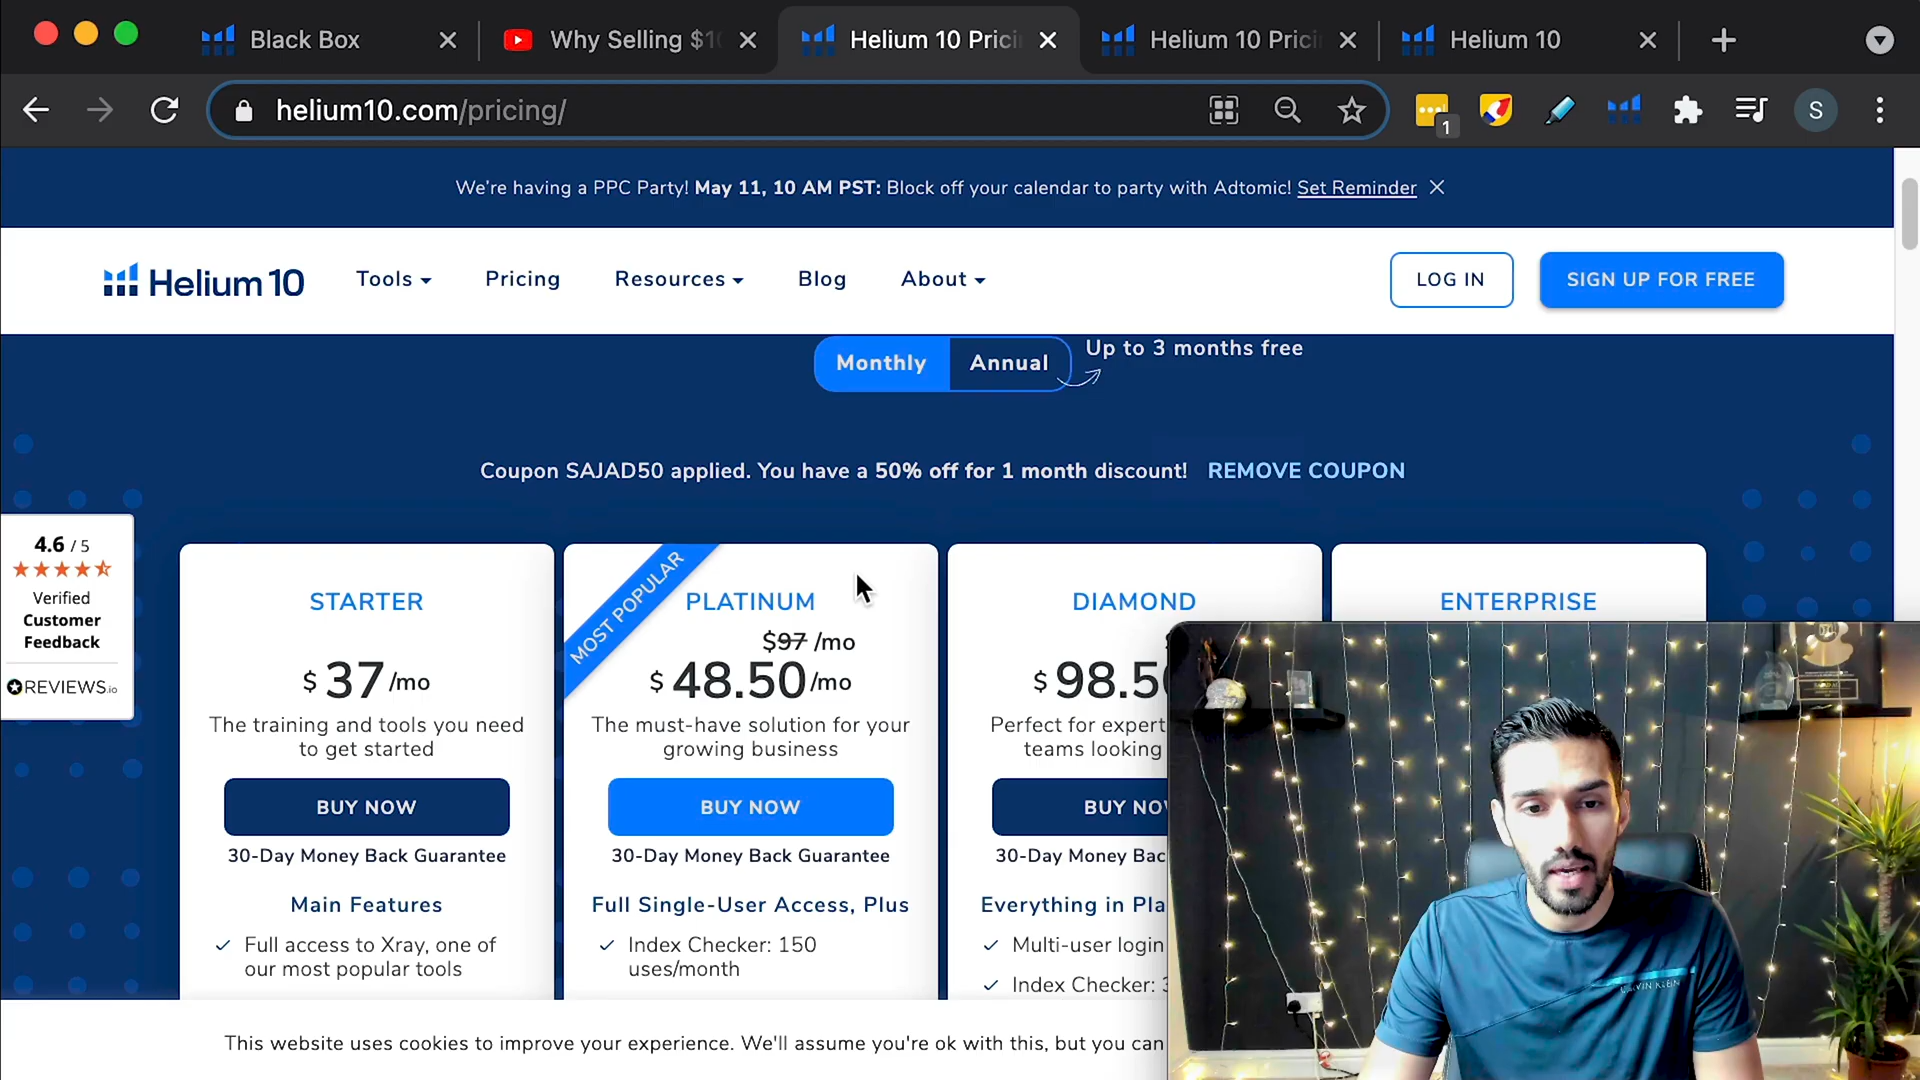 Black Box
Why Selling $10
Helium 10 Prici
Helium 10 Prici
Helium 10
helium10.com/pricing/
1
S
We're having a PPC Party! May 11, 10 AM PST: Block off your calendar to party with Adtomic! Set Reminder
Helium 10
Tools
Pricing
Resources
Blog
About
LOG IN
SIGN UP FOR FREE
Monthly
Annual
Up to 3 months free
Coupon SAJAD50 applied. You have a 50% off for 1 month discount! REMOVE COUPON
4.6 / 5
Verified
Customer
Feedback
REVIEWS.io
STARTER
$ 37 /mo
The training and tools you need
to get started
BUY NOW
30-Day Money Back Guarantee
Main Features
Full access to Xray, one of
our most popular tools
MOST POPULAR
PLATINUM
$97 /mo
$ 48.50 /mo
The must-have solution for your
growing business
BUY NOW
30-Day Money Back Guarantee
Full Single-User Access, Plus
Index Checker: 150
uses/month
DIAMOND
$ 98.50
Perfect for expert
teams looking
BUY NOW
30-Day Money Bac
Everything in Pla
Multi-user login
Index Checker: 3
ENTERPRISE
CALVIN KLEIN
This website uses cookies to improve your experience. We'll assume you're ok with this, but you can